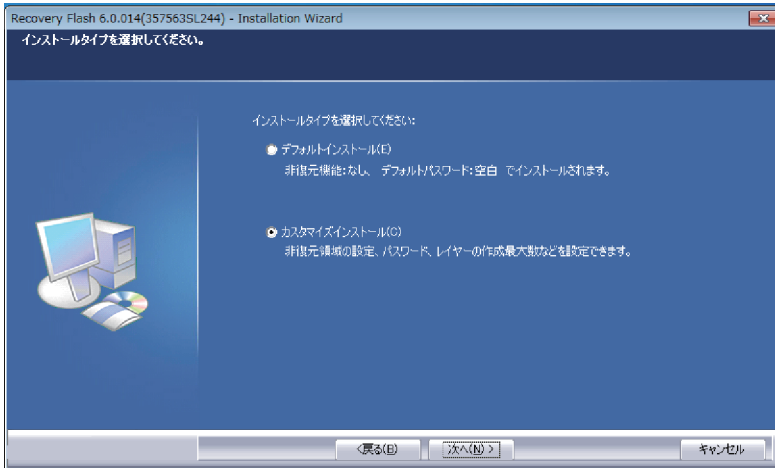 Recovery Flash 6.0.014(357563SL244) - Installation Wizard
インストールタイプを選択してください。
インストールタイプを選択してください:
デフォルトインストール(E)
非復元機能:なし、 デフォルトパスワード:空白 でインストールされます。
カスタマイズインストール(C)
非復元領域の設定、パスワード、レイヤーの作成最大数などを設定できます。
<戻る(B) 次へ(N) > キャンセル